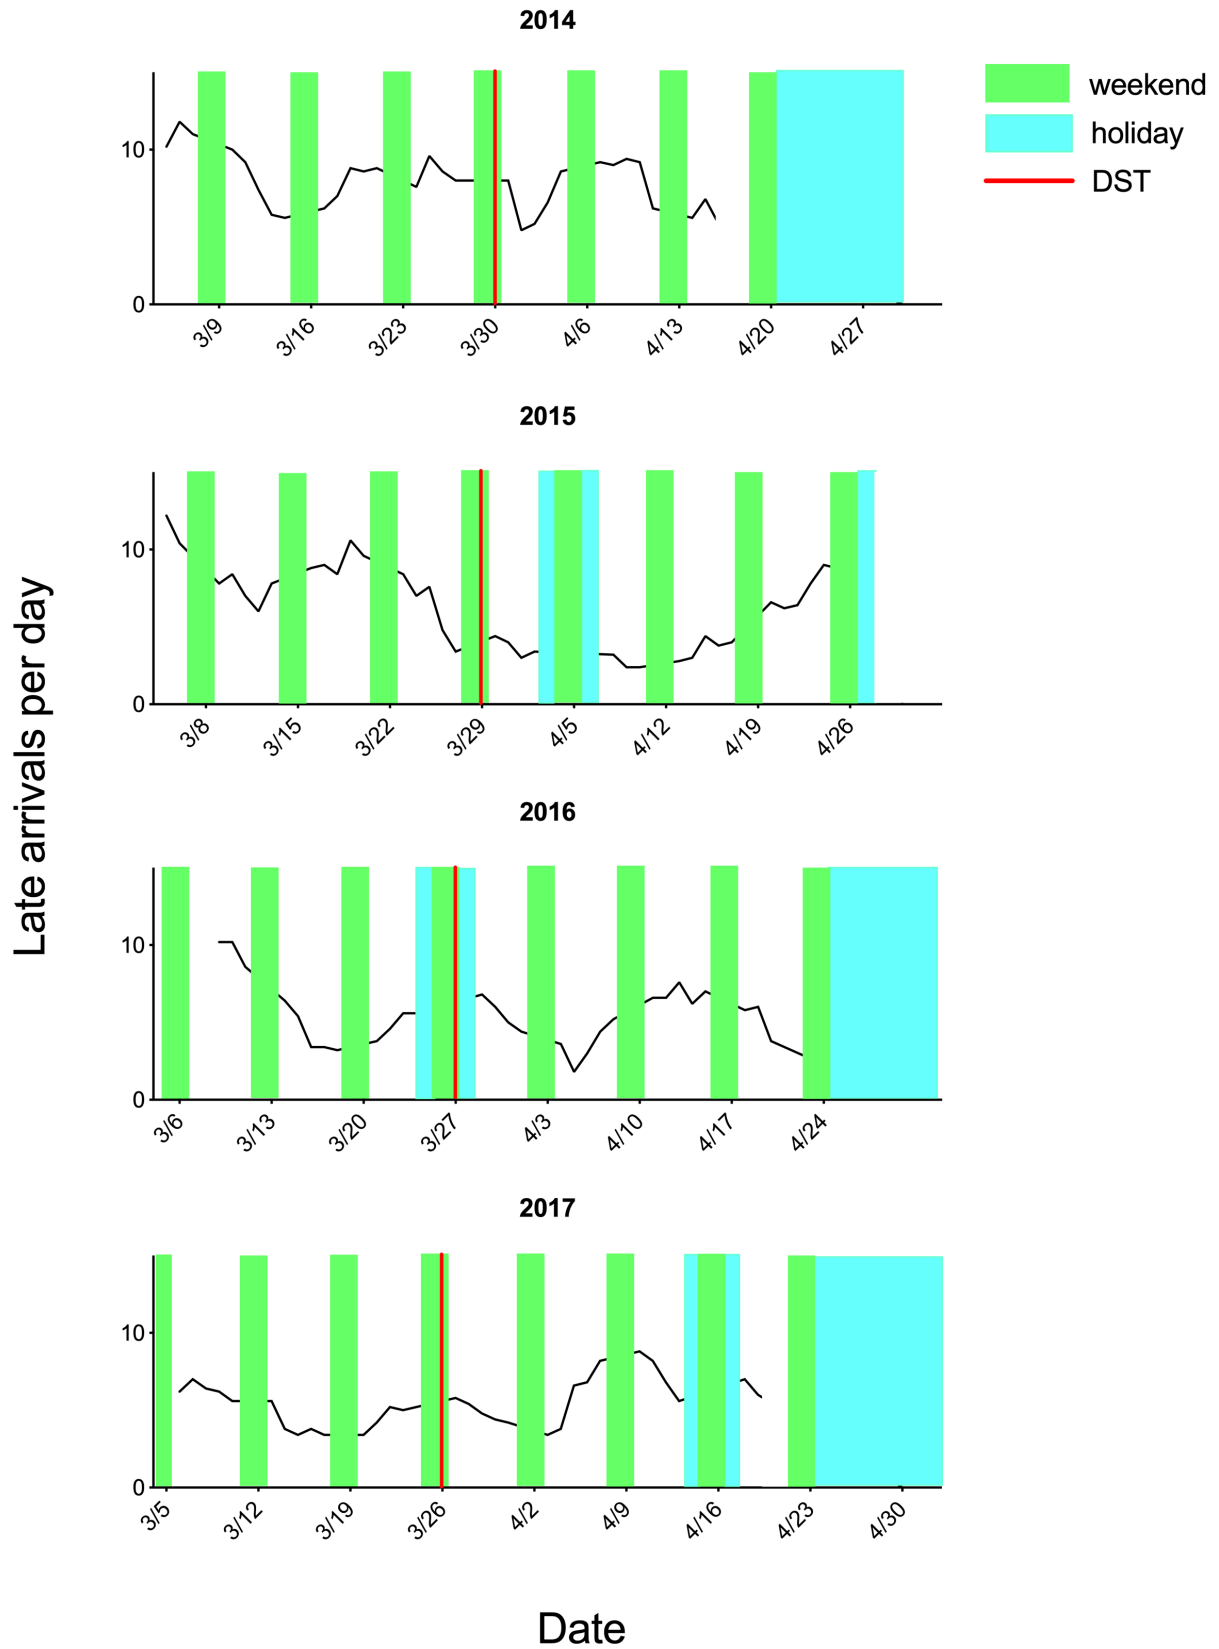 2014
weekend
holiday
DST
10
0
3/9 3/16 3/23 3/30 4/6 4/13 4/20 4/27
2015
10
0
3/8 3/15 3/22 3/29 4/5 4/12 4/19 4/26
Late arrivals per day
2016
10
0
3/6 3/13 3/20 3/27 4/3 4/10 4/17 4/24
2017
10
0
3/5 3/12 3/19 3/26 4/2 4/9 4/16 4/23 4/30
Date